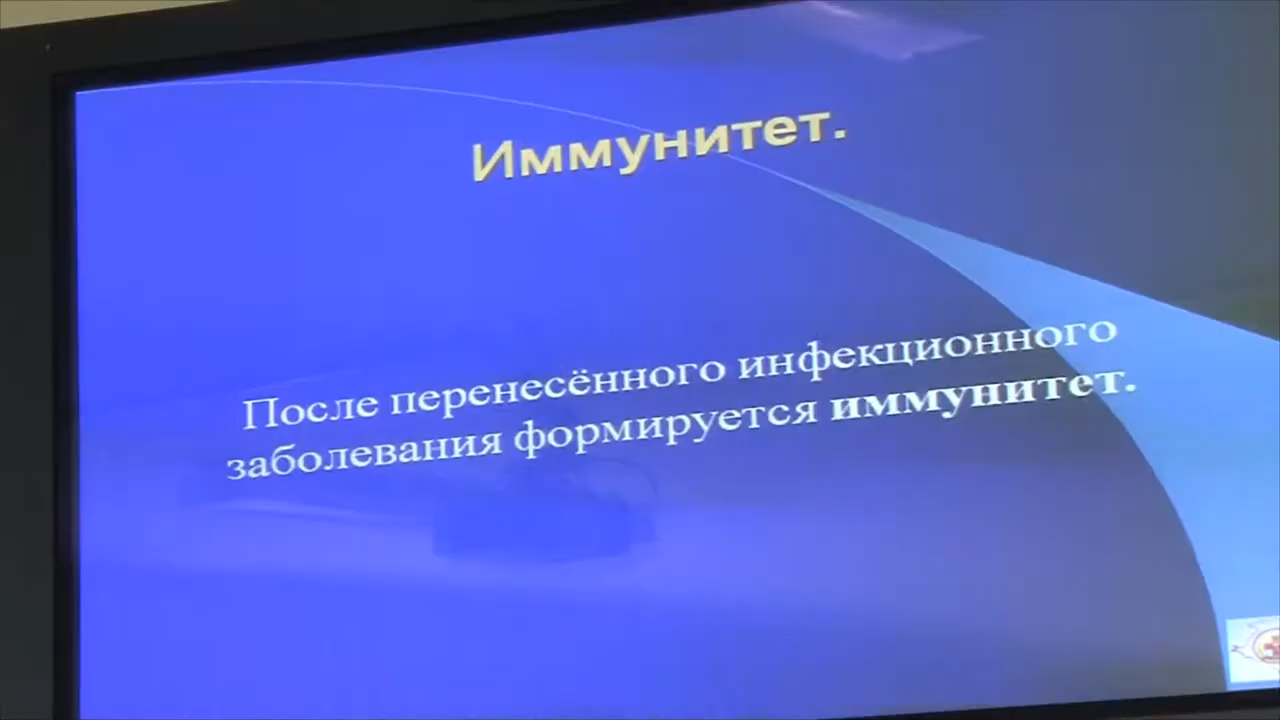 Иммунитет.
После перенесённого инфекционного
заболевания формируется иммунитет.